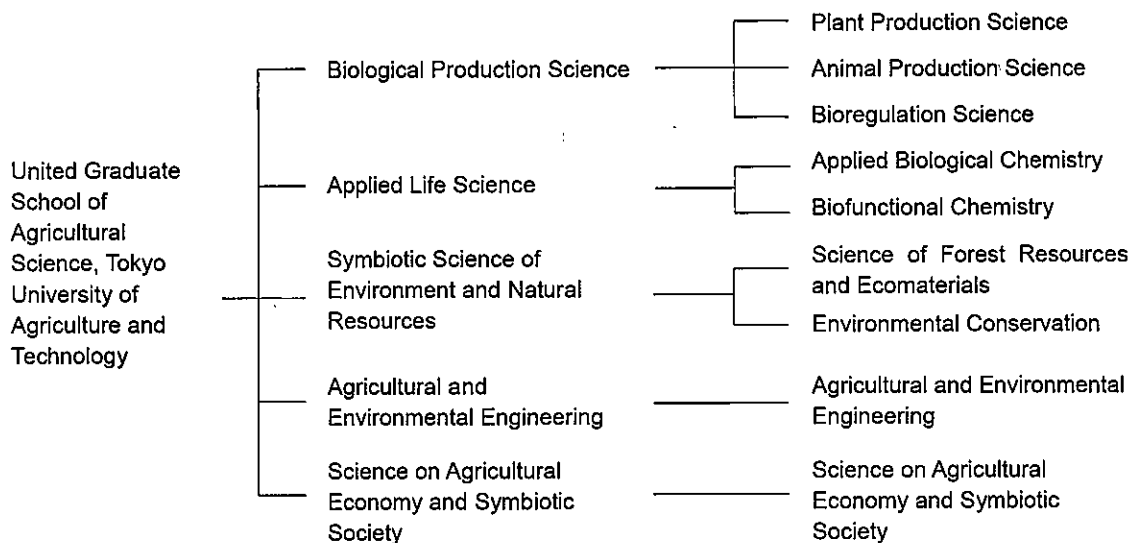 United Graduate
School of
Agricultural
Science, Tokyo
University of
Agriculture and
Technology
Biological Production Science
Plant Production Science
Animal Production Science
Bioregulation Science
Applied Life Science
Applied Biological Chemistry
Biofunctional Chemistry
Symbiotic Science of
Environment and Natural
Resources
Science of Forest Resources
and Ecomaterials
Environmental Conservation
Agricultural and
Environmental Engineering
Agricultural and Environmental
Engineering
Science on Agricultural
Economy and Symbiotic
Society
Science on Agricultural
Economy and Symbiotic
Society